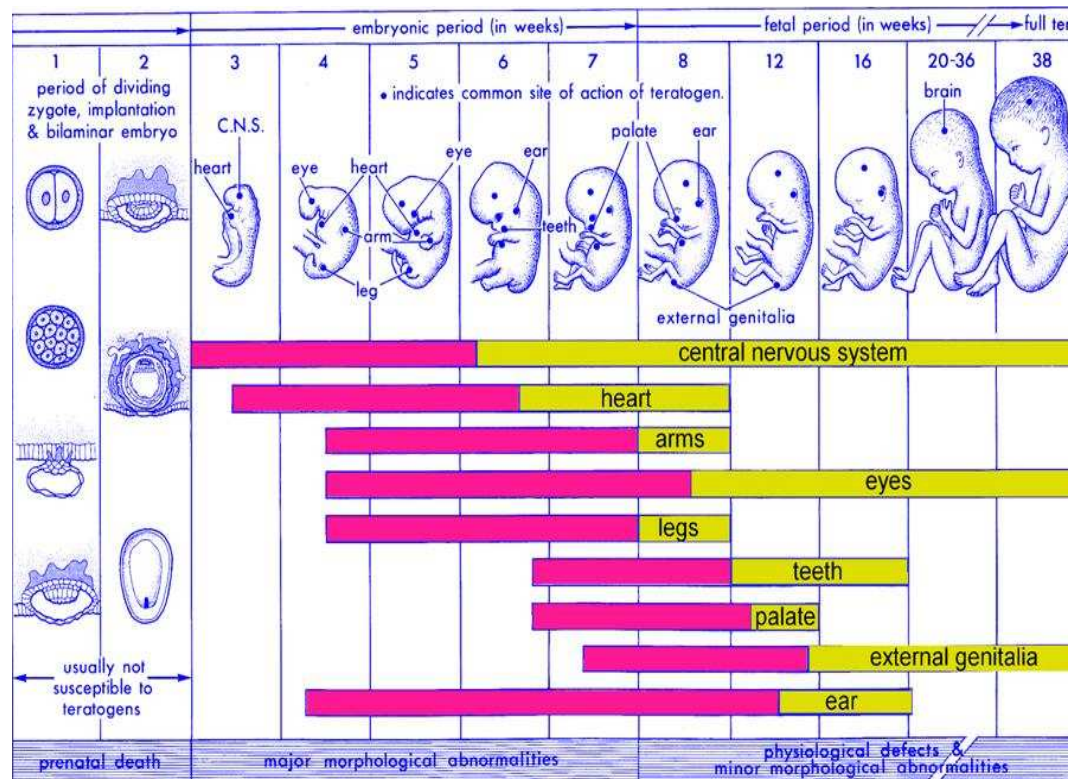 embryonic period (in weeks)
fetal period (in weeks)
full ter
1 2 3 4 5 6 7 8 12 16 20-36 38
period of dividing
zygote, implantation
& bilaminar embryo
• indicates common site of action of teratogen.
C.N.S.
heart
eye
heart
eye
ear
palate
ear
brain
arm
teeth
leg
external genitalia
central nervous system
heart
arms
eyes
legs
teeth
palate
external genitalia
ear
usually not
susceptible to
teratogens
prenatal death
major morphological abnormalities
physiological defects &
minor morphological abnormalities